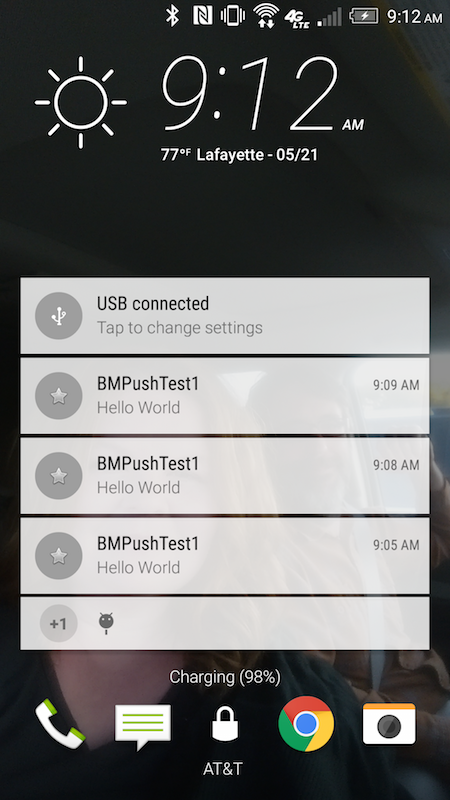 4G LTE 9:12 AM
9:12 AM
77°F Lafayette - 05/21
USB connected
Tap to change settings
BMPushTest1 9:09 AM
Hello World
BMPushTest1 9:08 AM
Hello World
BMPushTest1 9:05 AM
Hello World
+1
Charging (98%)
AT&T